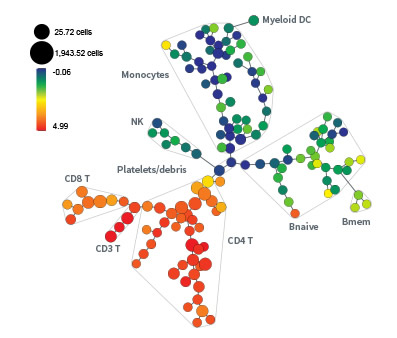 25.72 cells
1,943.52 cells
-0.06
4.99
Myeloid DC
Monocytes
NK
Platelets/debris
CD8 T
CD3 T
CD4 T
Bnaive
Bmem